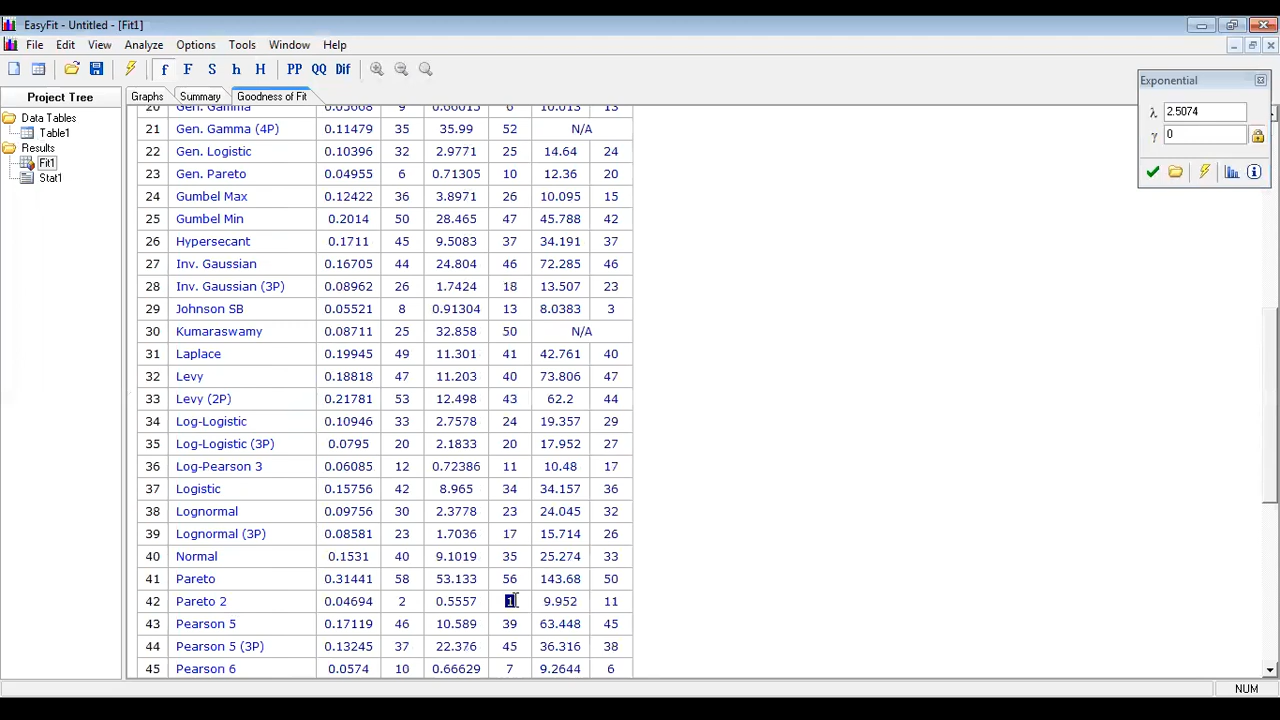 EasyFit - Untitled - [Fit1]
File Edit View Analyze Options Tools Window Help
f F S h H PP QQ Dif
Project Tree
Data Tables
Table1
Results
Fit1
Stat1
Graphs Summary Goodness of Fit
20 Gen. Gamma 0.05668 9 0.66015 6 10.013 13
21 Gen. Gamma (4P) 0.11479 35 35.99 52 N/A
22 Gen. Logistic 0.10396 32 2.9771 25 14.64 24
23 Gen. Pareto 0.04955 6 0.71305 10 12.36 20
24 Gumbel Max 0.12422 36 3.8971 26 10.095 15
25 Gumbel Min 0.2014 50 28.465 47 45.788 42
26 Hypersecant 0.1711 45 9.5083 37 34.191 37
27 Inv. Gaussian 0.16705 44 24.804 46 72.285 46
28 Inv. Gaussian (3P) 0.08962 26 1.7424 18 13.507 23
29 Johnson SB 0.05521 8 0.91304 13 8.0383 3
30 Kumaraswamy 0.08711 25 32.858 50 N/A
31 Laplace 0.19945 49 11.301 41 42.761 40
32 Levy 0.18818 47 11.203 40 73.806 47
33 Levy (2P) 0.21781 53 12.498 43 62.2 44
34 Log-Logistic 0.10946 33 2.7578 24 19.357 29
35 Log-Logistic (3P) 0.0795 20 2.1833 20 17.952 27
36 Log-Pearson 3 0.06085 12 0.72386 11 10.48 17
37 Logistic 0.15756 42 8.965 34 34.157 36
38 Lognormal 0.09756 30 2.3778 23 24.045 32
39 Lognormal (3P) 0.08581 23 1.7036 17 15.714 26
40 Normal 0.1531 40 9.1019 35 25.274 33
41 Pareto 0.31441 58 53.133 56 143.68 50
42 Pareto 2 0.04694 2 0.5557 1 9.952 11
43 Pearson 5 0.17119 46 10.589 39 63.448 45
44 Pearson 5 (3P) 0.13245 37 22.376 45 36.316 38
45 Pearson 6 0.0574 10 0.66629 7 9.2644 6
Exponential
λ 2.5074
γ 0
NUM